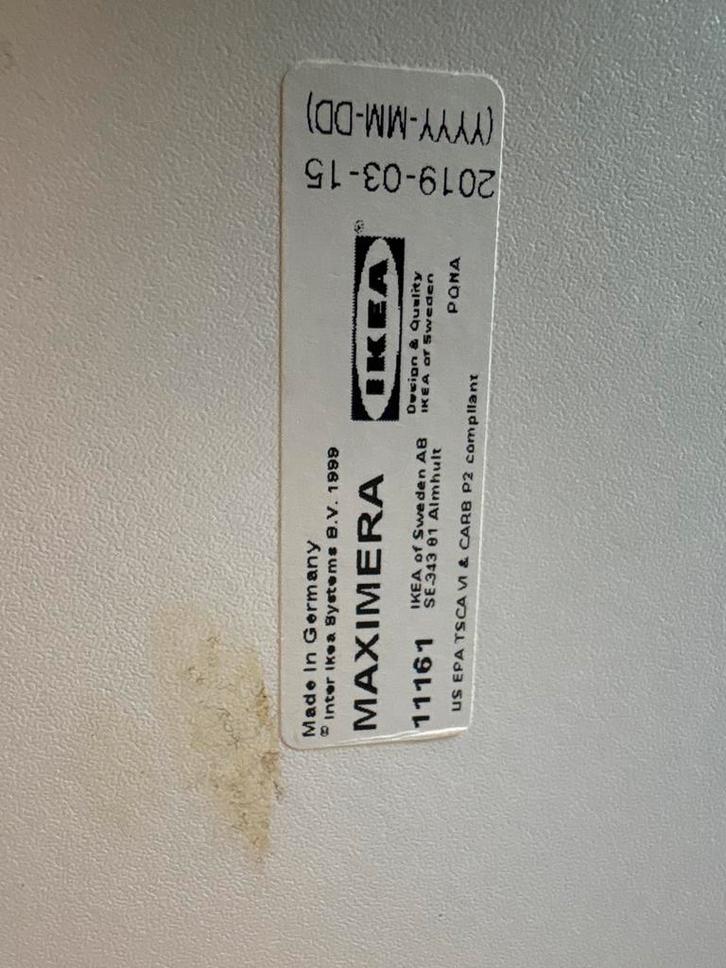 Made in Germany
© Inter Ikea Systems B.V. 1999
MAXIMERA
11161
IKEA of Sweden AB
SE-343 81 Älmhult
US EPA TSCA VI & CARB P2 compliant
IKEA®
Design & Quality
IKEA of Sweden
PQNA
2019-03-15
(YYYY-MM-DD)